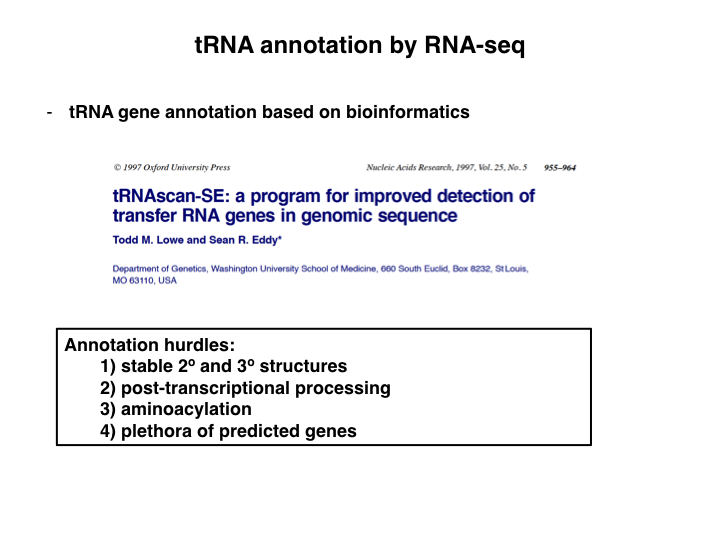 tRNA annotation by RNA-seq
- tRNA gene annotation based on bioinformatics
© 1997 Oxford University Press Nucleic Acids Research, 1997, Vol. 25, No. 5 955–964
tRNAscan-SE: a program for improved detection of
transfer RNA genes in genomic sequence
Todd M. Lowe and Sean R. Eddy*
Department of Genetics, Washington University School of Medicine, 660 South Euclid, Box 8232, St Louis,
MO 63110, USA
Annotation hurdles:
1) stable 2º and 3º structures
2) post-transcriptional processing
3) aminoacylation
4) plethora of predicted genes